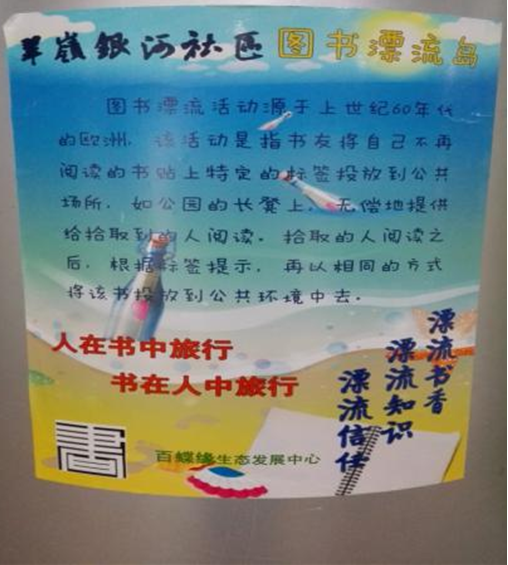 翠嶺銀河社区 图书漂流岛
图书漂流活动源于上世纪60年代
的欧洲，该活动是指书友将自己不再
阅读的书贴上特定的标签投放到公共
场所，如公园的长凳上，无偿地提供
给拾取到的人阅读。拾取的人阅读之
后，根据标签提示，再以相同的方式
将该书投放到公共环境中去。
人在书中旅行
书在人中旅行
漂流书香
漂流知识
漂流信任
書
百蝶缘生态发展中心